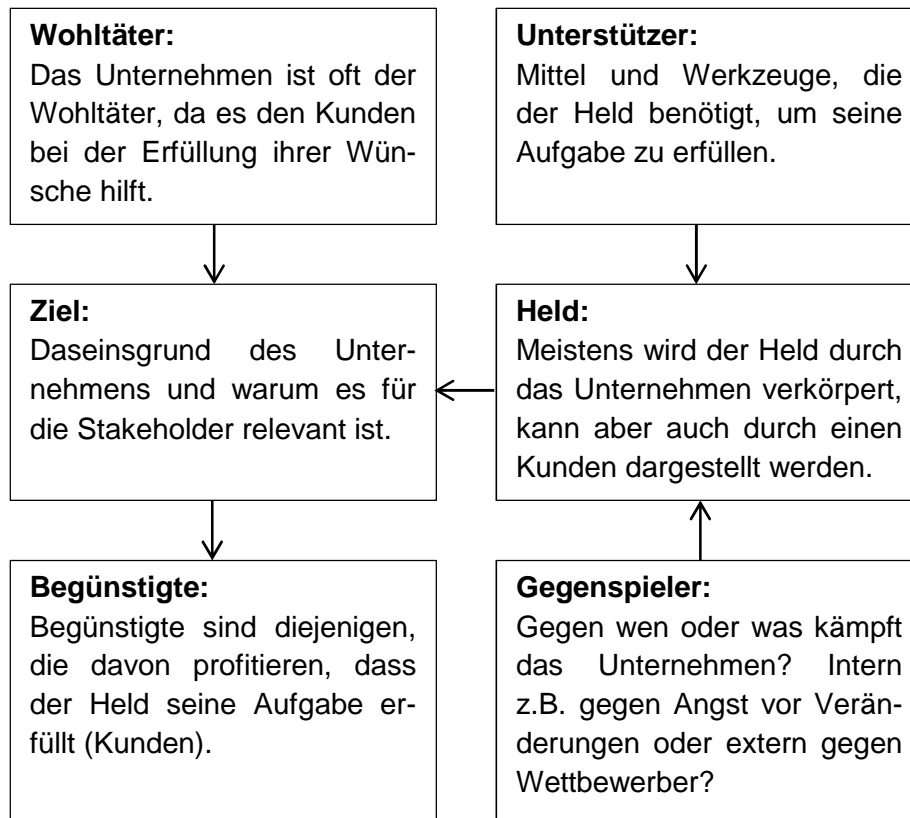 Wohltäter:
Das Unternehmen ist oft der
Wohltäter, da es den Kunden
bei der Erfüllung ihrer Wün-
sche hilft.
Unterstützer:
Mittel und Werkzeuge, die
der Held benötigt, um seine
Aufgabe zu erfüllen.
Ziel:
Daseinsgrund des Unter-
nehmens und warum es für
die Stakeholder relevant ist.
Held:
Meistens wird der Held durch
das Unternehmen verkörpert,
kann aber auch durch einen
Kunden dargestellt werden.
Begünstigte:
Begünstigte sind diejenigen,
die davon profitieren, dass
der Held seine Aufgabe er-
füllt (Kunden).
Gegenspieler:
Gegen wen oder was kämpft
das Unternehmen? Intern
z.B. gegen Angst vor Verän-
derungen oder extern gegen
Wettbewerber?